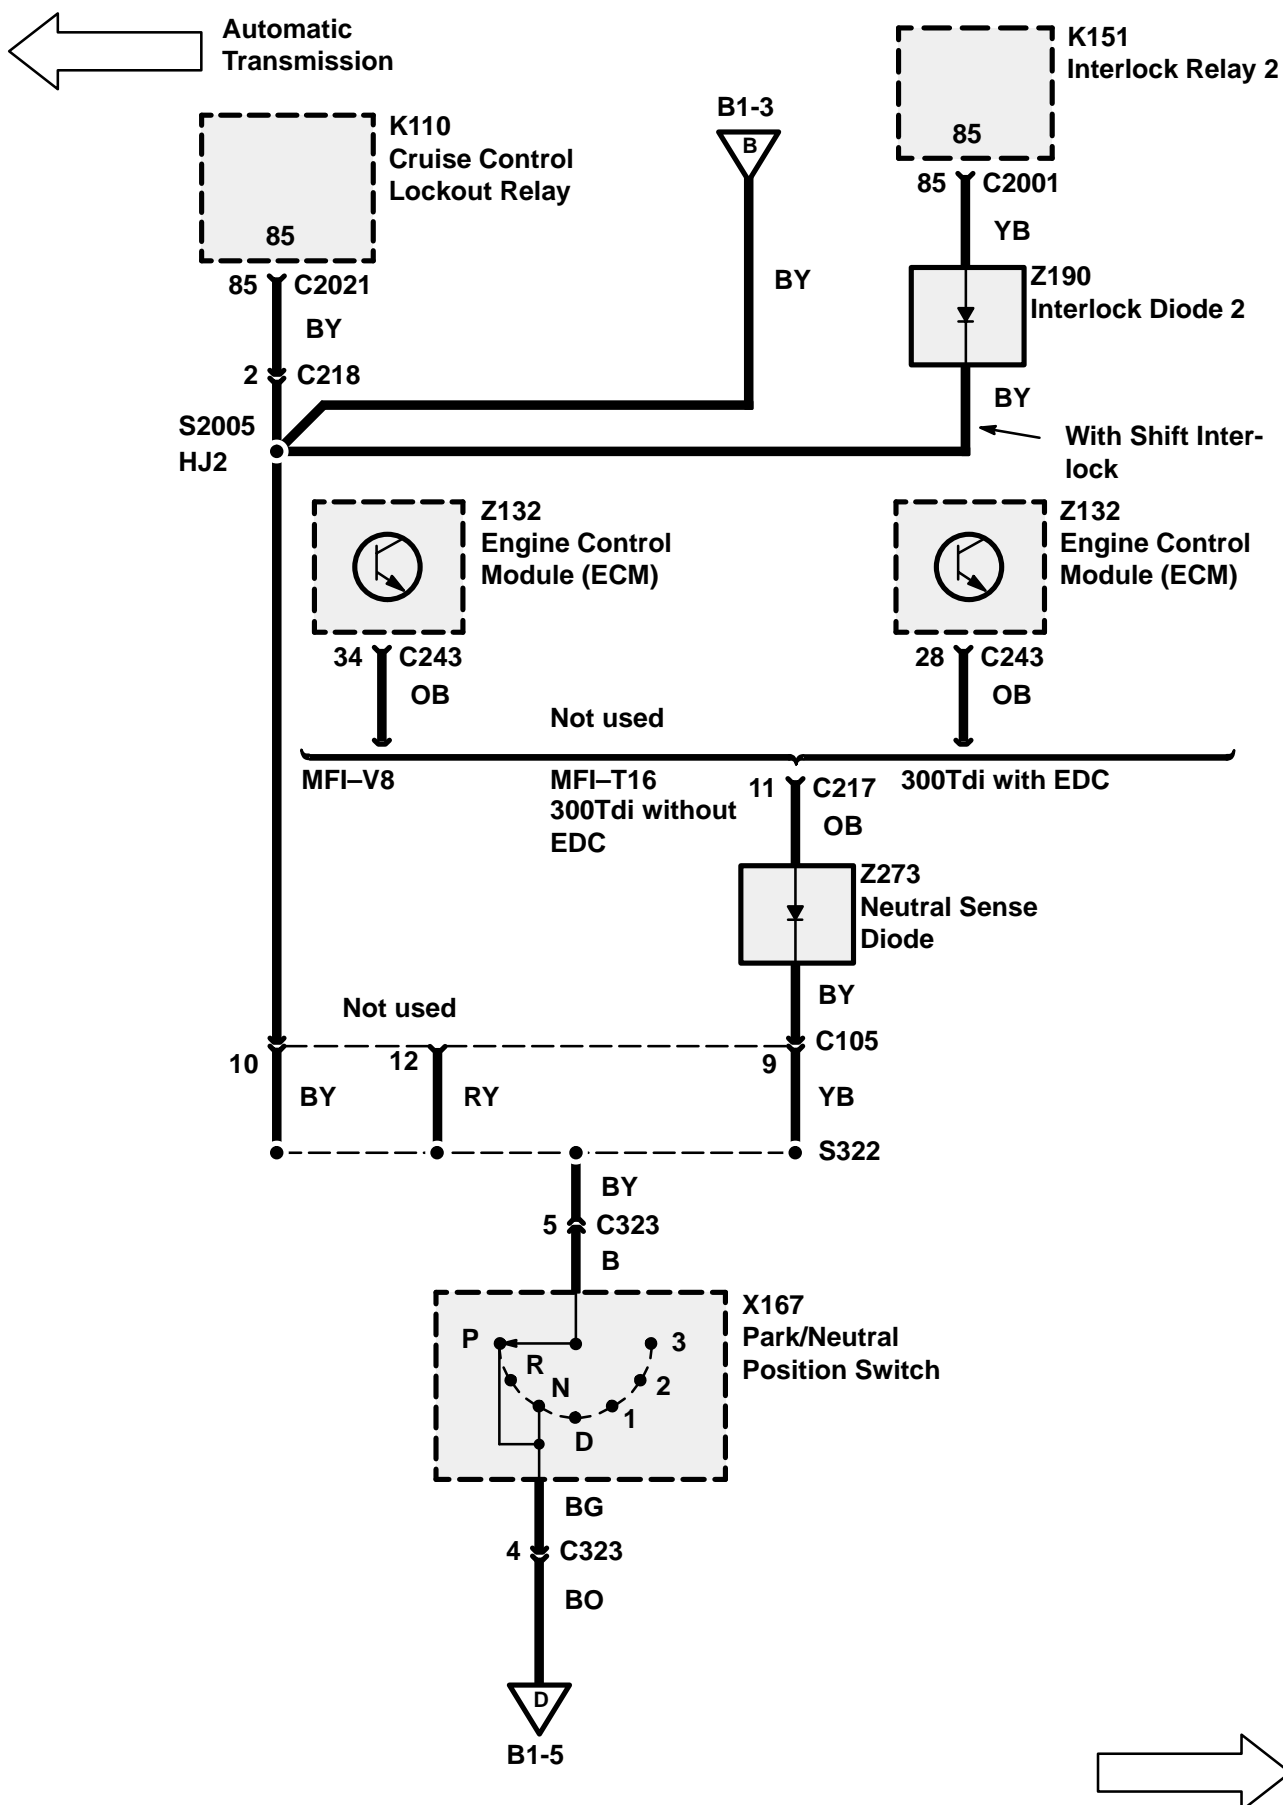 Automatic
Transmission
K151
Interlock Relay 2
85
85
C2001
YB
B1-3
B
K110
Cruise Control
Lockout Relay
85
85
C2021
BY
BY
Z190
Interlock Diode 2
2
C218
BY
S2005
HJ2
With Shift Inter-
lock
Z132
Engine Control
Module (ECM)
Z132
Engine Control
Module (ECM)
34
C243
OB
28
C243
OB
Not used
MFI–V8
MFI–T16
300Tdi without
EDC
300Tdi with EDC
11
C217
OB
Z273
Neutral Sense
Diode
BY
Not used
C105
10
12
9
BY
RY
YB
S322
BY
5
C323
B
X167
Park/Neutral
Position Switch
P
R
N
D
1
2
3
BG
4
C323
BO
D
B1-5